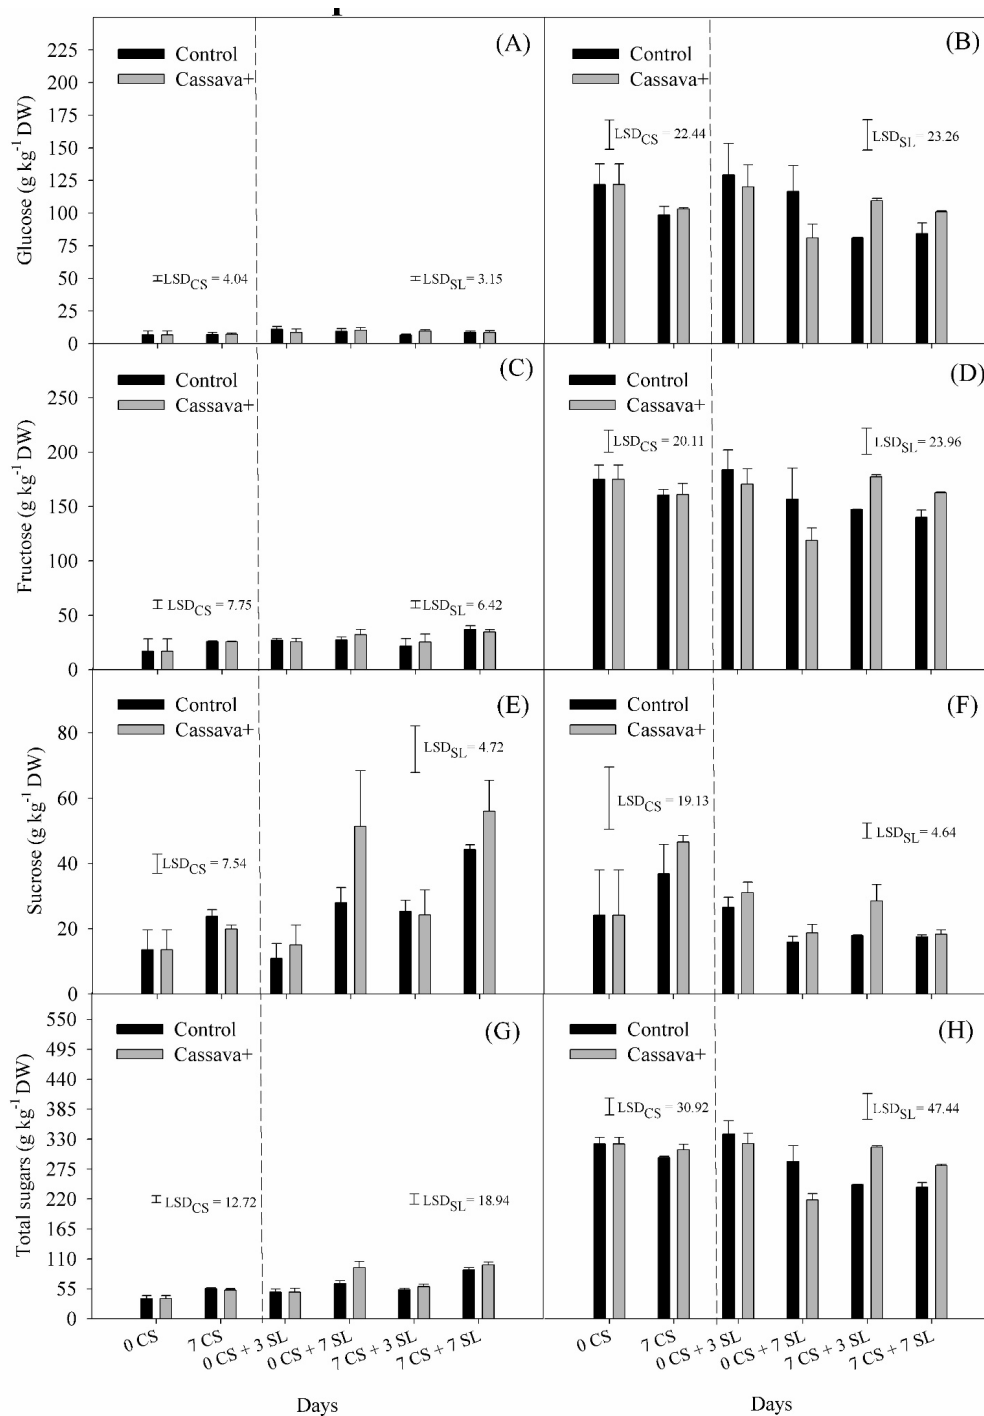 (A)
Control
Cassava+
225
200
175
150
125
100
75
50
25
0
Glucose (g kg-1 DW)
LSDCS = 4.04
LSDSL = 3.15
(B)
Control
Cassava+
LSDCS = 22.44
LSDSL = 23.26
(C)
Control
Cassava+
250
200
150
100
50
0
Fructose (g kg-1 DW)
LSDCS = 7.75
LSDSL = 6.42
(D)
Control
Cassava+
LSDCS = 20.11
LSDSL = 23.96
(E)
Control
Cassava+
80
60
40
20
0
Sucrose (g kg-1 DW)
LSDSL = 4.72
LSDCS = 7.54
(F)
Control
Cassava+
LSDCS = 19.13
LSDSL = 4.64
(G)
Control
Cassava+
550
495
440
385
330
275
220
165
110
55
0
Total sugars (g kg-1 DW)
LSDCS = 12.72
LSDSL = 18.94
(H)
Control
Cassava+
LSDCS = 30.92
LSDSL = 47.44
0 CS
7 CS
0 CS + 3 SL
0 CS + 7 SL
7 CS + 3 SL
7 CS + 7 SL
Days
0 CS
7 CS
0 CS + 3 SL
0 CS + 7 SL
7 CS + 3 SL
7 CS + 7 SL
Days